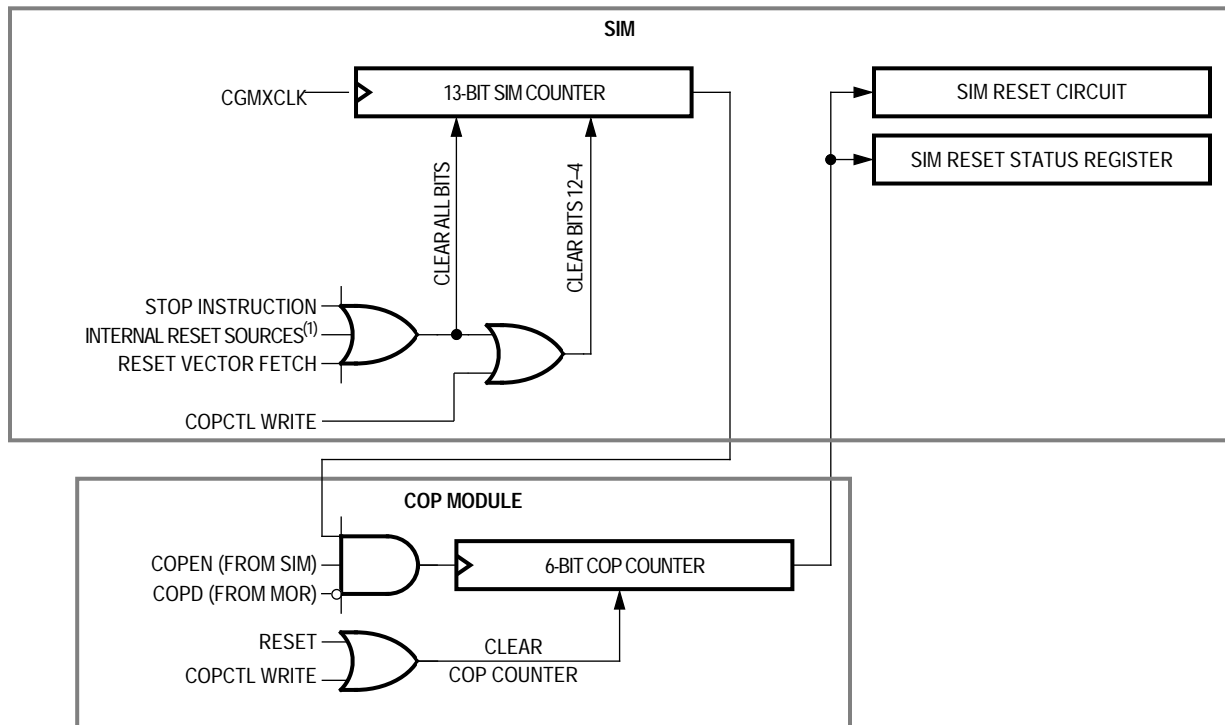 SIM
CGMXCLK
13-BIT SIM COUNTER
SIM RESET CIRCUIT
SIM RESET STATUS REGISTER
CLEAR ALL BITS
CLEAR BITS 12–4
STOP INSTRUCTION
INTERNAL RESET SOURCES(1)
RESET VECTOR FETCH
COPCTL WRITE
COP MODULE
COPEN (FROM SIM)
COPD (FROM MOR)
6-BIT COP COUNTER
RESET
COPCTL WRITE
CLEAR
COP COUNTER